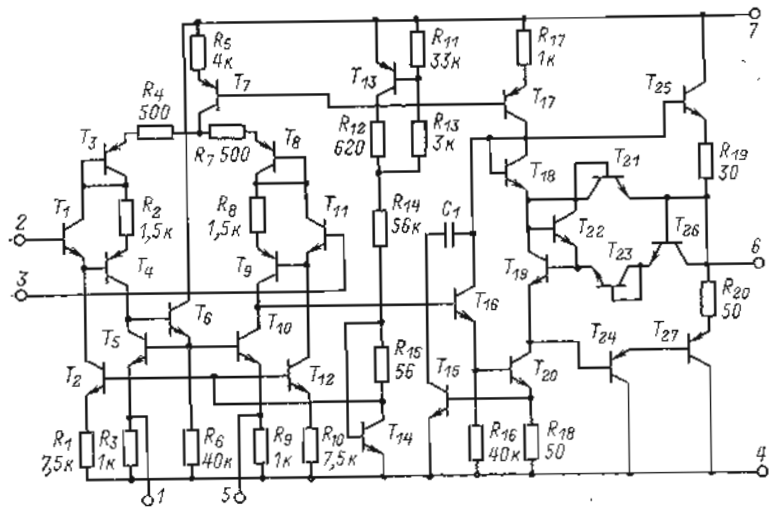 7
R5
4к
R11
33к
R17
1к
T13
T7
T17
T25
R4
500
T3
R7 500
T8
R12
620
R13
3к
R19
30
T18
T21
T1
R2
1,5к
R8
1,5к
T11
R14
56к
C1
T22
T26
2
T4
T9
T19
T23
6
3
T6
T10
T16
R20
50
T5
T24
T27
T2
T12
R15
56
T15
T20
R1
7,5к
R3
1к
R6
40к
R9
1к
R10
7,5к
T14
R16
40к
R18
50
4
1
5